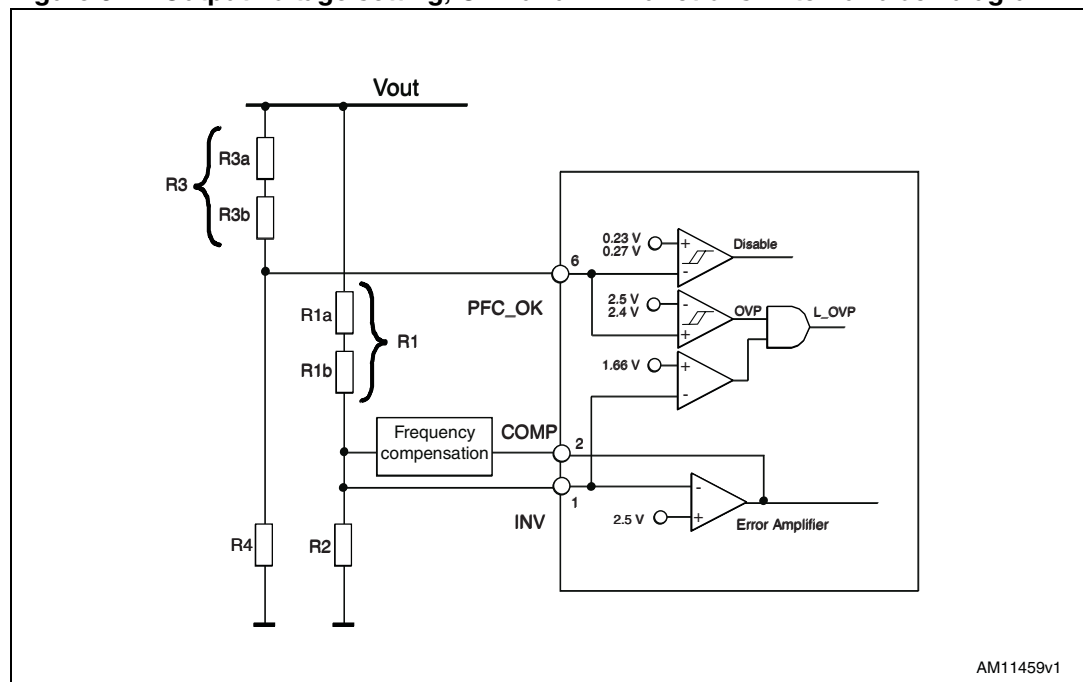 Vout
R3a
R3
R3b
0.23 V
0.27 V
+
-
Disable
6
PFC_OK
2.5 V
2.4 V
-
+
OVP
L_OVP
R1a
R1
R1b
1.66 V
+
-
Frequency
compensation
COMP
2
1
INV
-
+
2.5 V
Error Amplifier
R4
R2
AM11459v1